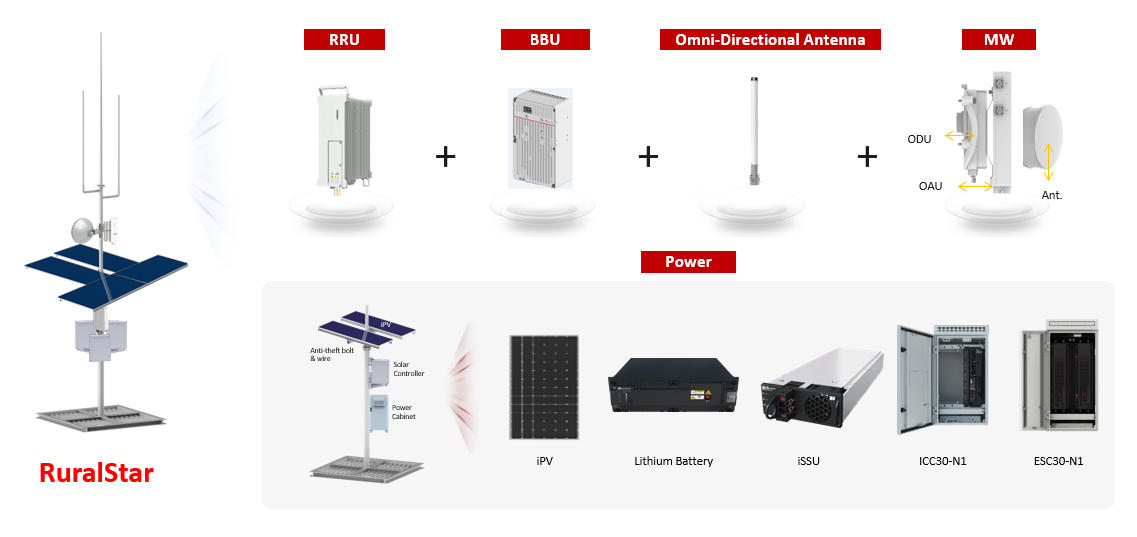 RRU
BBU
Omni-Directional Antenna
MW
+
+
+
ODU
OAU
Ant.
Power
iPV
Anti-theft bolt
& wire
Solar
Controller
Power
Cabinet
iPV
Lithium Battery
iSSU
ICC30-N1
ESC30-N1
RuralStar